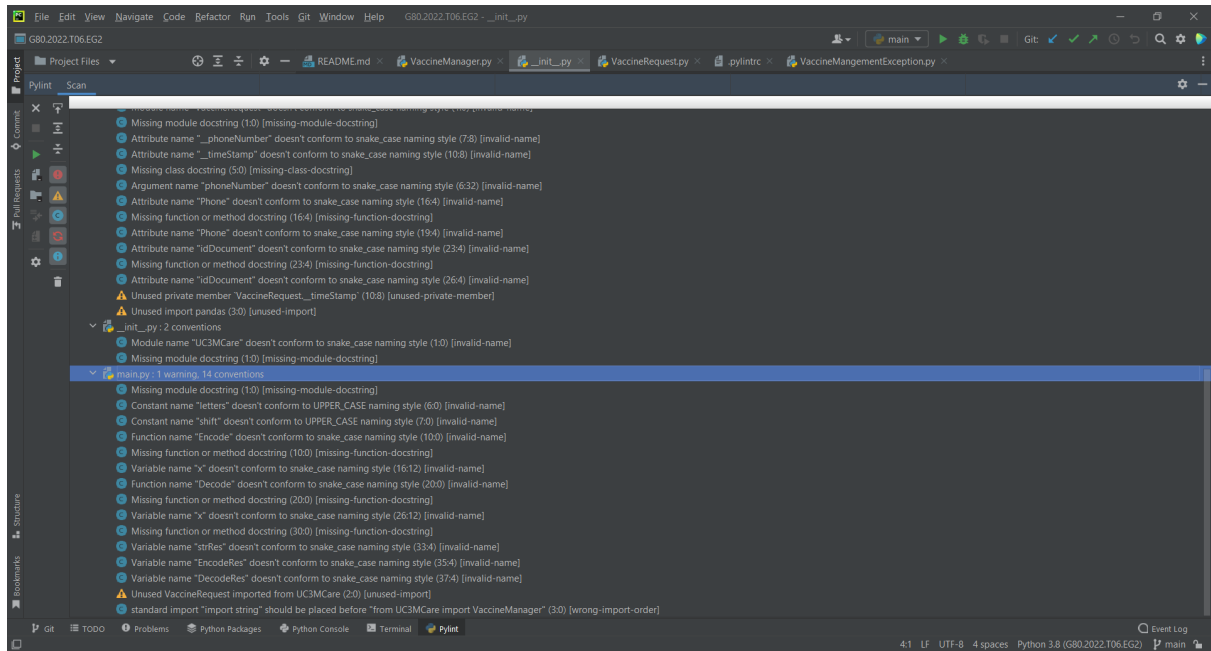 File Edit View Navigate Code Refactor Run Tools Git Window Help G80.2022.T06.EG2 - __init__.py
G80.2022.T06.EG2
main
Git:
Project Files
README.md
VaccineManager.py
__init__.py
VaccineRequest.py
.pylintrc
VaccineMangementException.py
Pylint Scan
Missing module docstring (1:0) [missing-module-docstring]
Attribute name "__phoneNumber" doesn't conform to snake_case naming style (7:8) [invalid-name]
Attribute name "__timeStamp" doesn't conform to snake_case naming style (10:8) [invalid-name]
Missing class docstring (5:0) [missing-class-docstring]
Argument name "phoneNumber" doesn't conform to snake_case naming style (6:32) [invalid-name]
Attribute name "Phone" doesn't conform to snake_case naming style (16:4) [invalid-name]
Missing function or method docstring (16:4) [missing-function-docstring]
Attribute name "Phone" doesn't conform to snake_case naming style (19:4) [invalid-name]
Attribute name "idDocument" doesn't conform to snake_case naming style (23:4) [invalid-name]
Missing function or method docstring (23:4) [missing-function-docstring]
Attribute name "idDocument" doesn't conform to snake_case naming style (26:4) [invalid-name]
Unused private member `VaccineRequest.__timeStamp` (10:8) [unused-private-member]
Unused import pandas (3:0) [unused-import]
__init__.py : 2 conventions
Module name "UC3MCare" doesn't conform to snake_case naming style (1:0) [invalid-name]
Missing module docstring (1:0) [missing-module-docstring]
main.py : 1 warning, 14 conventions
Missing module docstring (1:0) [missing-module-docstring]
Constant name "letters" doesn't conform to UPPER_CASE naming style (6:0) [invalid-name]
Constant name "shift" doesn't conform to UPPER_CASE naming style (7:0) [invalid-name]
Function name "Encode" doesn't conform to snake_case naming style (10:0) [invalid-name]
Missing function or method docstring (10:0) [missing-function-docstring]
Variable name "x" doesn't conform to snake_case naming style (16:12) [invalid-name]
Function name "Decode" doesn't conform to snake_case naming style (20:0) [invalid-name]
Missing function or method docstring (20:0) [missing-function-docstring]
Variable name "x" doesn't conform to snake_case naming style (26:12) [invalid-name]
Missing function or method docstring (30:0) [missing-function-docstring]
Variable name "strRes" doesn't conform to snake_case naming style (33:4) [invalid-name]
Variable name "EncodeRes" doesn't conform to snake_case naming style (35:4) [invalid-name]
Variable name "DecodeRes" doesn't conform to snake_case naming style (37:4) [invalid-name]
Unused VaccineRequest imported from UC3MCare (2:0) [unused-import]
standard import "import string" should be placed before "from UC3MCare import VaccineManager" (3:0) [wrong-import-order]
Project
Commit
Pull Requests
Structure
Bookmarks
Git TODO Problems Python Packages Python Console Terminal Pylint Event Log
4:1 LF UTF-8 4 spaces Python 3.8 (G80.2022.T06.EG2) main